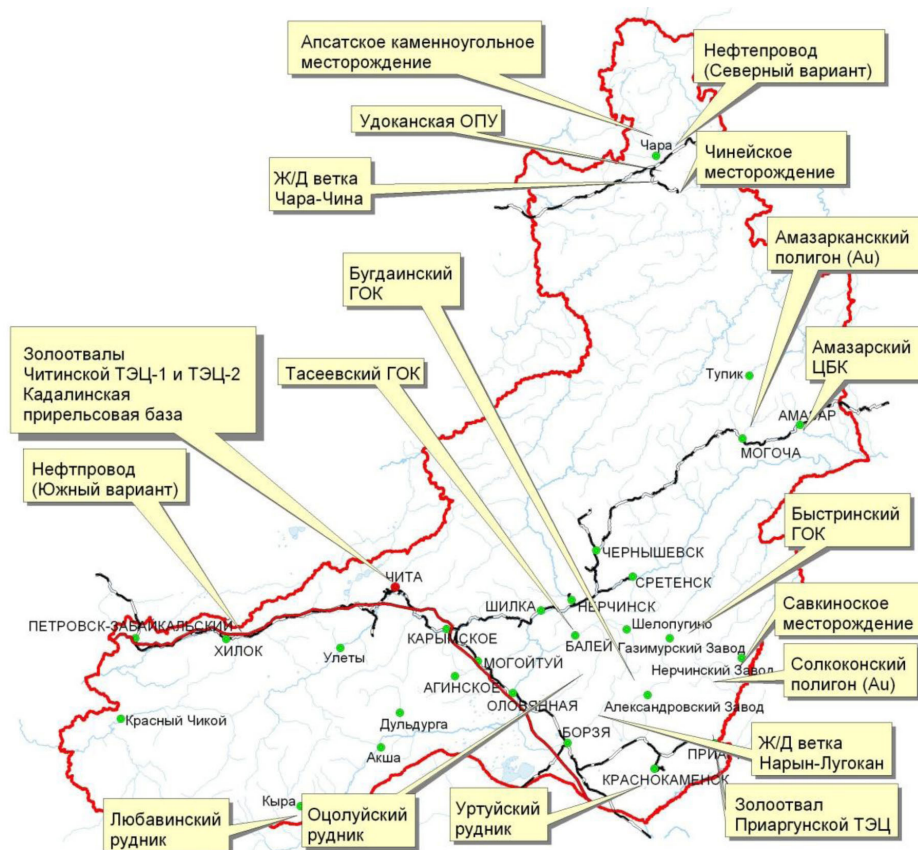 Апсатское каменноугольное
месторождение
Нефтепровод
(Северный вариант)
Удоканская ОПУ
Чара
Ж/Д ветка
Чара-Чина
Чинейское
месторождение
Амазаркансккий
полигон (Au)
Бугдаинский
ГОК
Золоотвалы
Читинской ТЭЦ-1 и ТЭЦ-2
Кадалинская
прирельсовая база
Тасеевский ГОК
Амазарский
ЦБК
Тупик
АМАЗАР
МОГОЧА
Нефтпровод
(Южный вариант)
Быстринский
ГОК
ЧЕРНЫШЕВСК
ЧИТА
СРЕТЕНСК
ШИЛКА
НЕРЧИНСК
Савкиноское
месторождение
ПЕТРОВСК-ЗАБАЙКАЛЬСКИЙ
ХИЛОК
КАРЫМСКОЕ
Шелопугино
БАЛЕЙ
Газимурский Завод
Улеты
МОГОЙТУЙ
Нерчинский Завод
Солкоконский
полигон (Au)
АГИНСКОЕ
ОЛОВЯННАЯ
Александровский Завод
Красный Чикой
Дульдурга
Акша
БОРЗЯ
ПРИА
Ж/Д ветка
Нарын-Лугокан
КРАСНОКАМЕНСК
Кыра
Любавинский
рудник
Оцолуйский
рудник
Уртуйский
рудник
Золоотвал
Приаргунской ТЭЦ